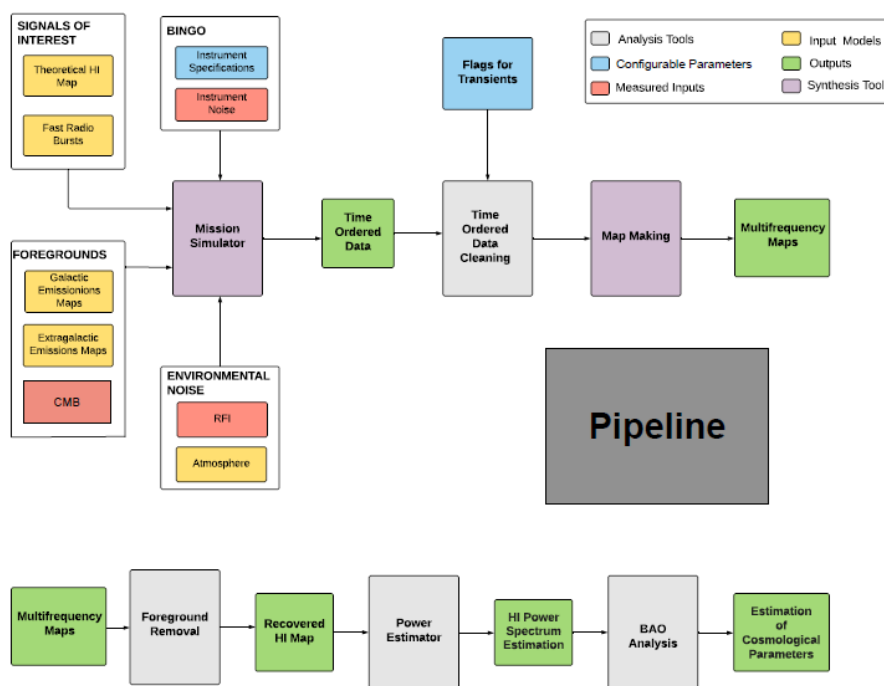 SIGNALS OF
INTEREST
Theoretical HI
Map
Fast Radio
Bursts
BINGO
Instrument
Specifications
Instrument
Noise
Flags for
Transients
Analysis Tools
Configurable Parameters
Measured Inputs
Input Models
Outputs
Synthesis Tool
Mission
Simulator
Time
Ordered
Data
Time
Ordered
Data
Cleaning
Map Making
Multifrequency
Maps
FOREGROUNDS
Galactic
Emissionions
Maps
Extragalactic
Emissions Maps
CMB
ENVIRONMENTAL
NOISE
RFI
Atmosphere
Pipeline
Multifrequency
Maps
Foreground
Removal
Recovered
HI Map
Power
Estimator
HI Power
Spectrum
Estimation
BAO
Analysis
Estimation
of
Cosmological
Parameters